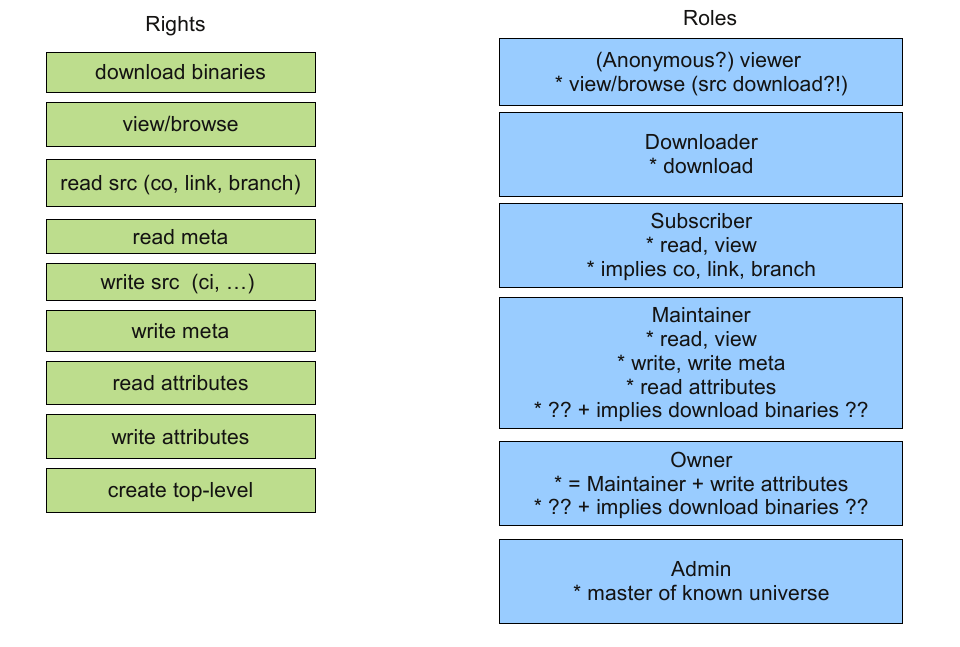 Rights
download binaries
view/browse
read src (co, link, branch)
read meta
write src  (ci, …)
write meta
read attributes
write attributes
create top-level
Roles
(Anonymous?) viewer
* view/browse (src download?!)
Downloader
* download
Subscriber
* read, view
* implies co, link, branch
Maintainer
* read, view
* write, write meta
* read attributes
* ?? + implies download binaries ??
Owner
* = Maintainer + write attributes
* ?? + implies download binaries ??
Admin
* master of known universe